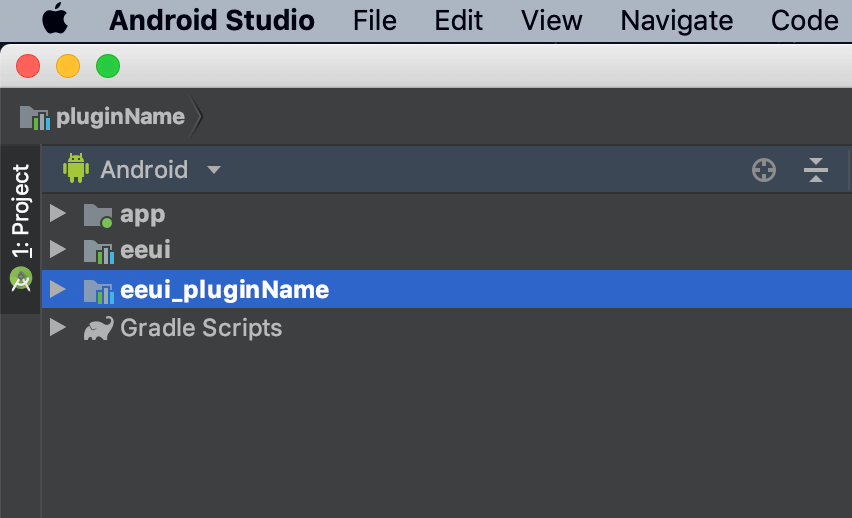 Android Studio File Edit View Navigate Code
pluginName
1: Project
Android
app
eeui
eeui_pluginName
Gradle Scripts